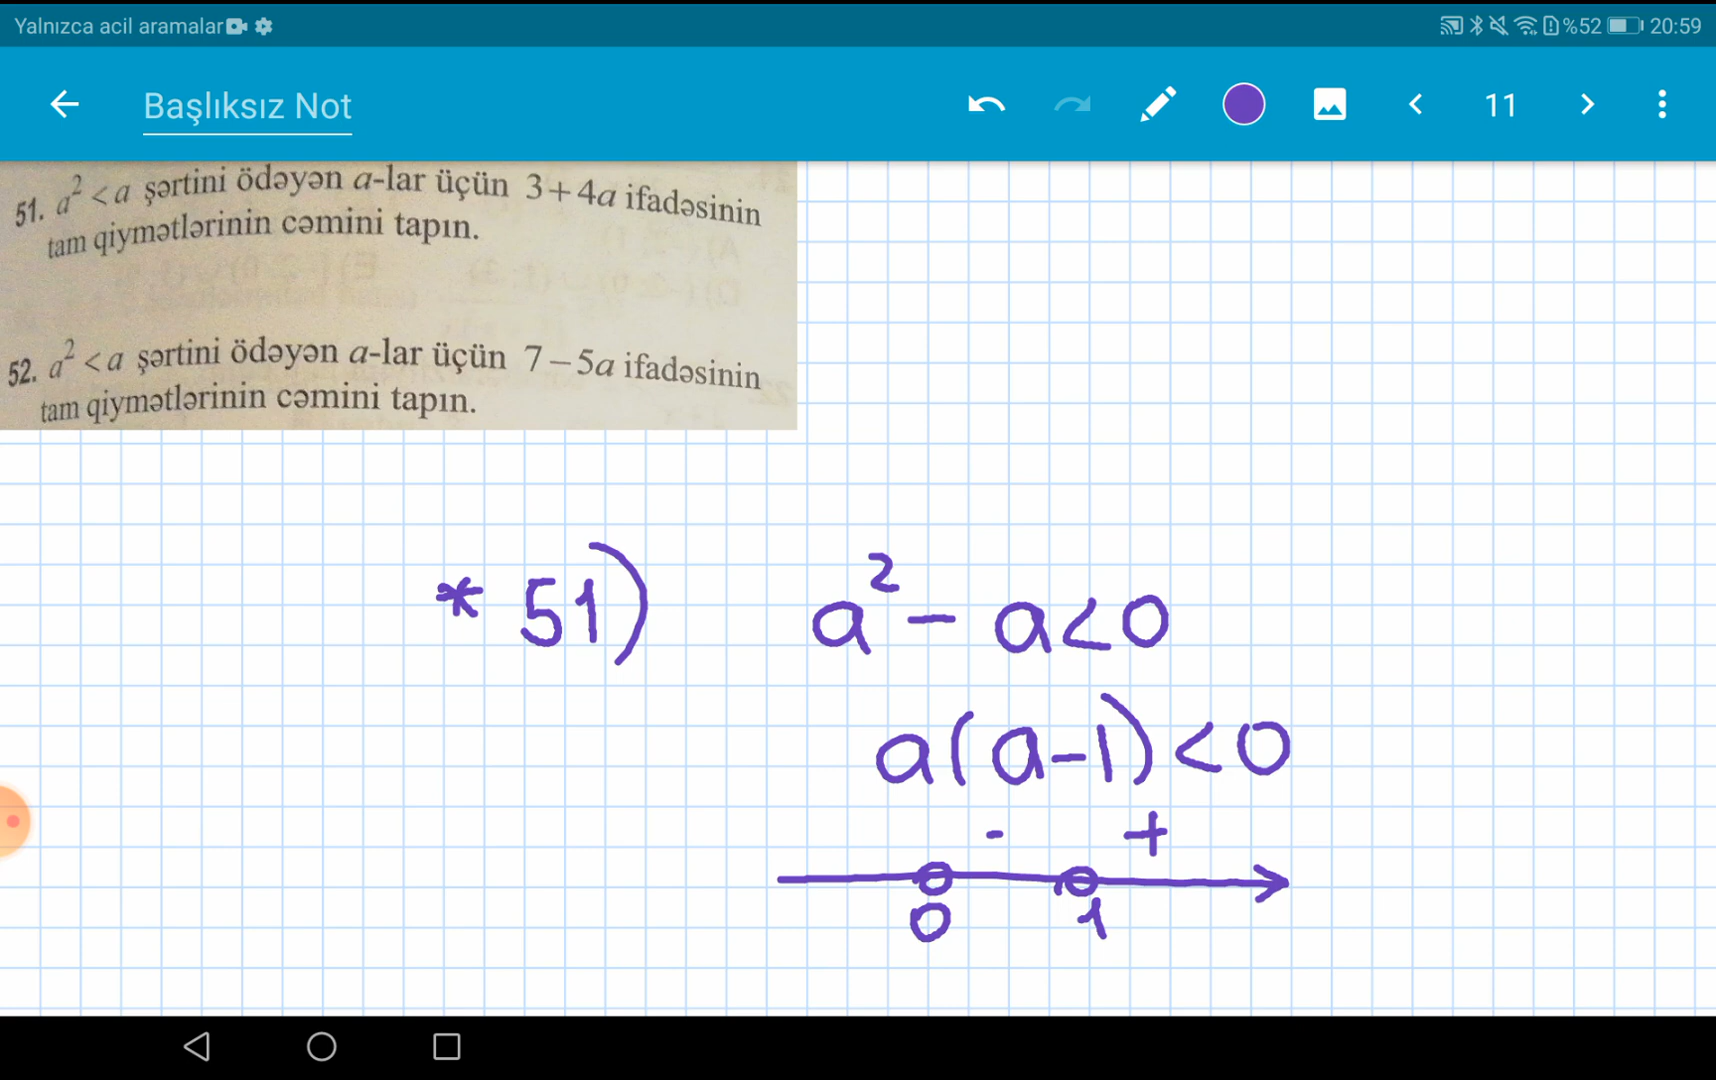 Yalnızca acil aramalar %52 20:59
Başlıksız Not 11
51. a² < a şərtini ödəyən a-lar üçün 3+4a ifadəsinin
tam qiymətlərinin cəmini tapın.
52. a² < a şərtini ödəyən a-lar üçün 7−5a ifadəsinin
tam qiymətlərinin cəmini tapın.
* 51) a² − a < 0
a(a−1) < 0
- +
0 1